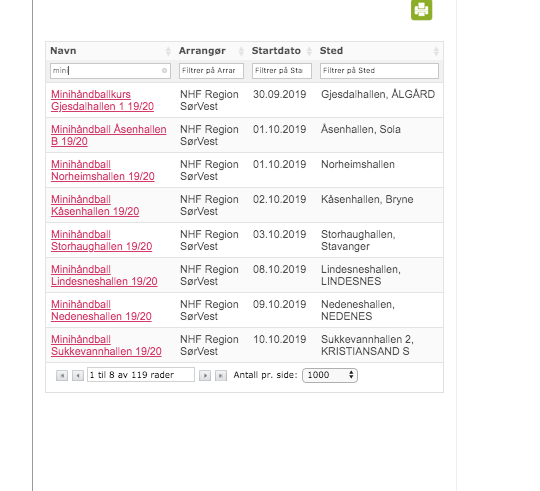 Navn Arrangør Startdato Sted
mini Filtrer på Arrar Filtrer på Sta Filtrer på Sted
Minihåndballkurs NHF Region 30.09.2019 Gjesdalhallen, ÅLGÅRD
Gjesdalhallen 1 19/20 SørVest
Minihåndball Åsenhallen NHF Region 01.10.2019 Åsenhallen, Sola
B 19/20 SørVest
Minihåndball NHF Region 01.10.2019 Norheimshallen
Norheimshallen 19/20 SørVest
Minihåndball NHF Region 02.10.2019 Kåsenhallen, Bryne
Kåsenhallen 19/20 SørVest
Minihåndball NHF Region 03.10.2019 Storhaughallen,
Storhaughallen 19/20 SørVest Stavanger
Minihåndball NHF Region 08.10.2019 Lindesneshallen,
Lindesneshallen 19/20 SørVest LINDESNES
Minihåndball NHF Region 09.10.2019 Nedeneshallen,
Nedeneshallen 19/20 SørVest NEDENES
Minihåndball NHF Region 10.10.2019 Sukkevannhallen 2,
Sukkevannhallen 19/20 SørVest KRISTIANSAND S
1 til 8 av 119 rader Antall pr. side: 1000